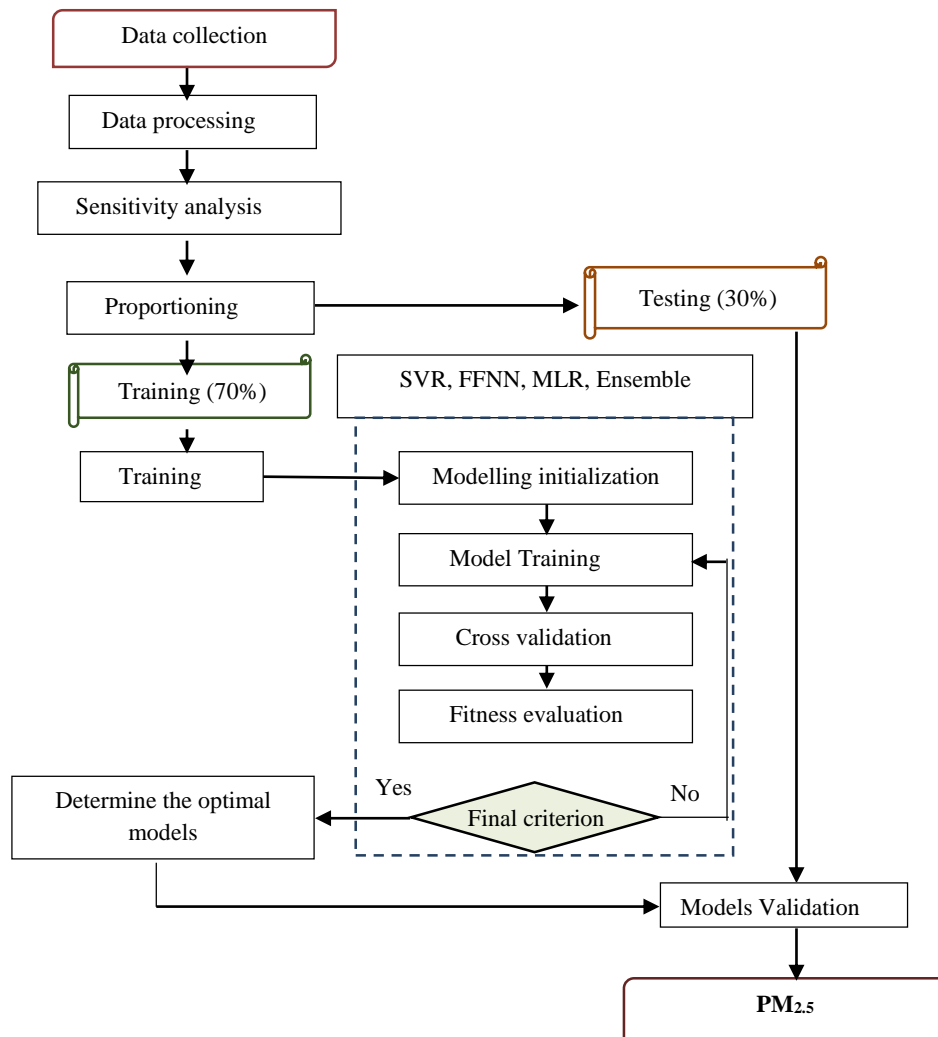 Data collection
Data processing
Sensitivity analysis
Proportioning
Testing (30%)
Training (70%)
SVR, FFNN, MLR, Ensemble
Training
Modelling initialization
Model Training
Cross validation
Fitness evaluation
Yes
No
Final criterion
Determine the optimal
models
Models Validation
PM2.5